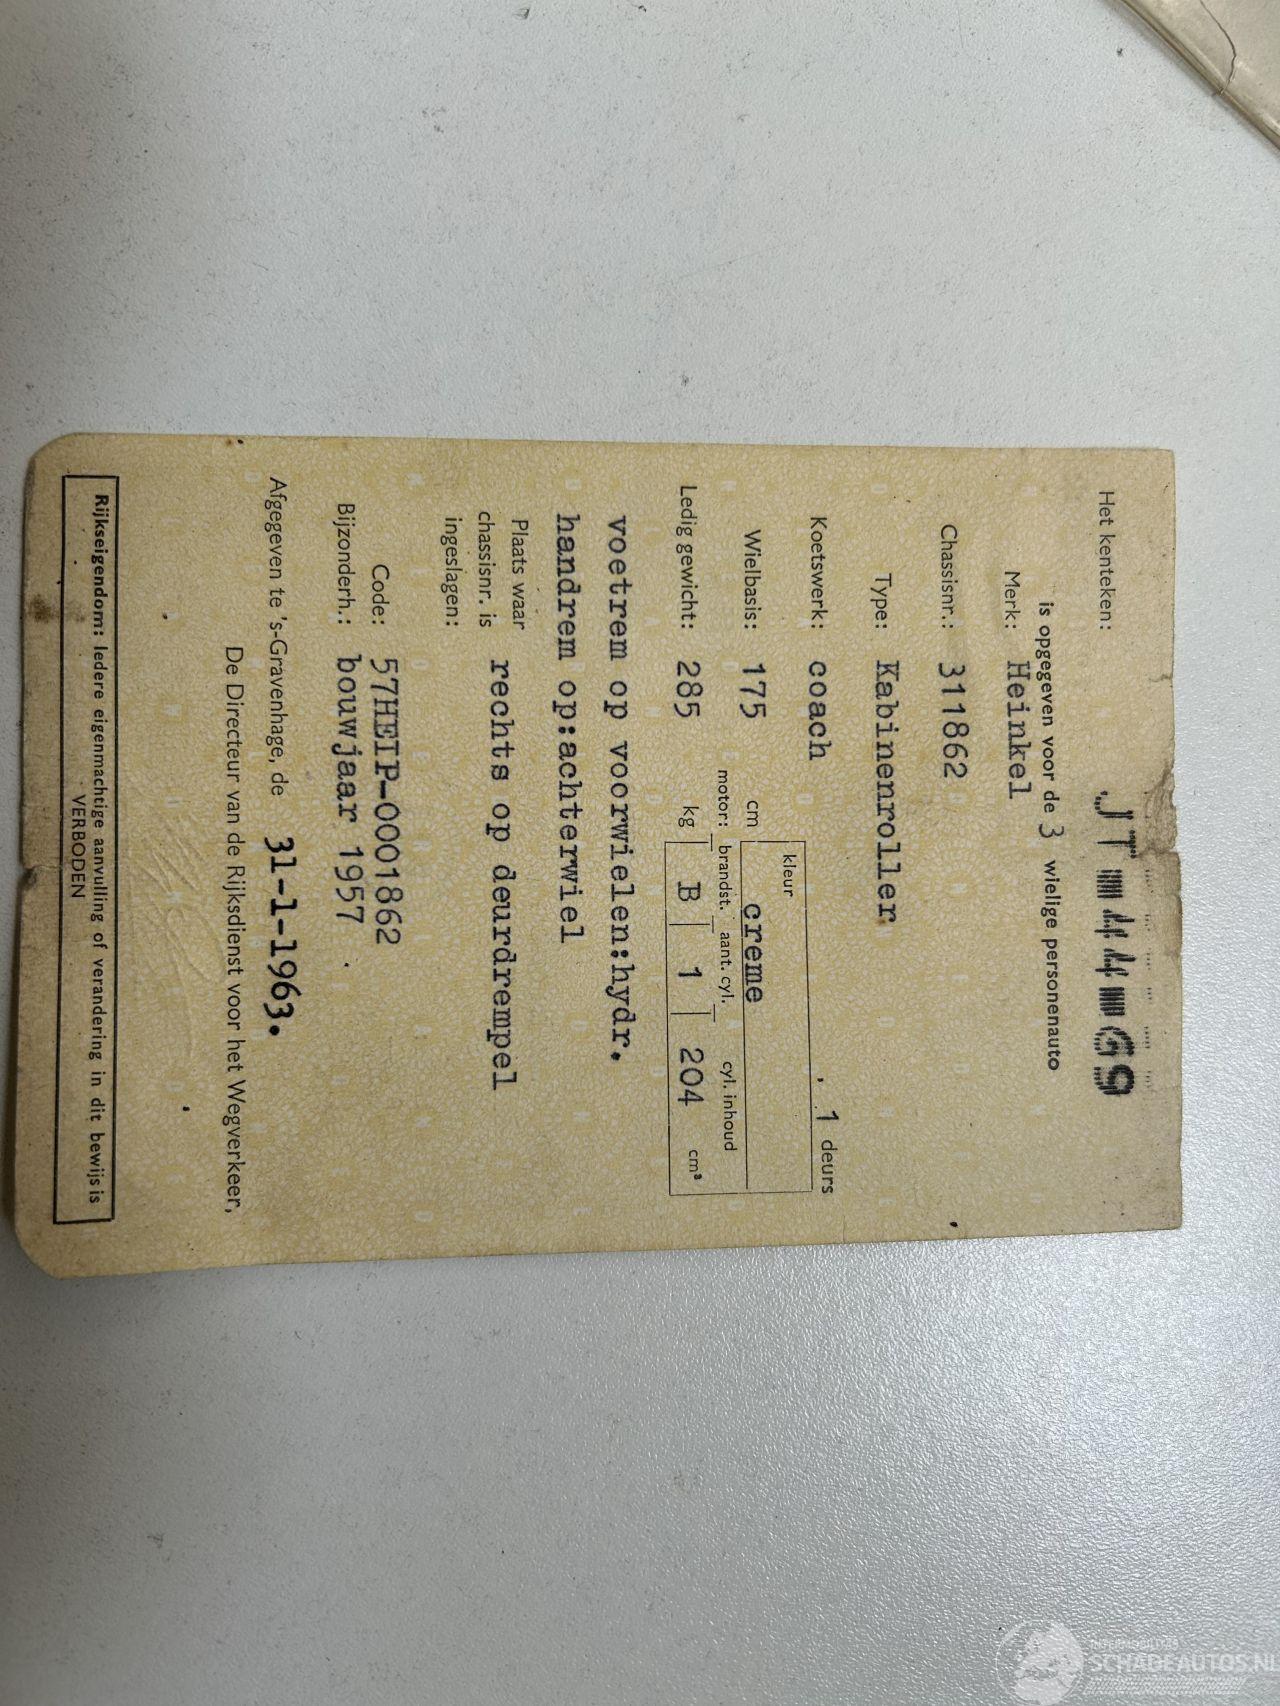 Het kenteken: JT-44-69
is opgegeven voor de 3 wielige personenauto
Merk: Heinkel
Chassisnr.: 311862
Type: Kabinenroller
Koetswerk: coach , 1 deurs
kleur
Wielbasis: 175 cm creme
motor: brandst. aant. cyl. cyl. inhoud
Ledig gewicht: 285 kg B 1 204 cm³
voetrem op voorwielen:hydr.
handrem op:achterwiel
Plaats waar
chassisnr. is rechts op deurdrempel
ingeslagen:
Code: 57HEIP-0001862
Bijzonderh.: bouwjaar 1957
Afgegeven te 's-Gravenhage, de 31-1-1963.
De Directeur van de Rijksdienst voor het Wegverkeer,
Rijkseigendom: Iedere eigenmachtige aanvulling of verandering in dit bewijs is
VERBODEN
INTERMOBILITAS
SCHADEAUTOS.NL